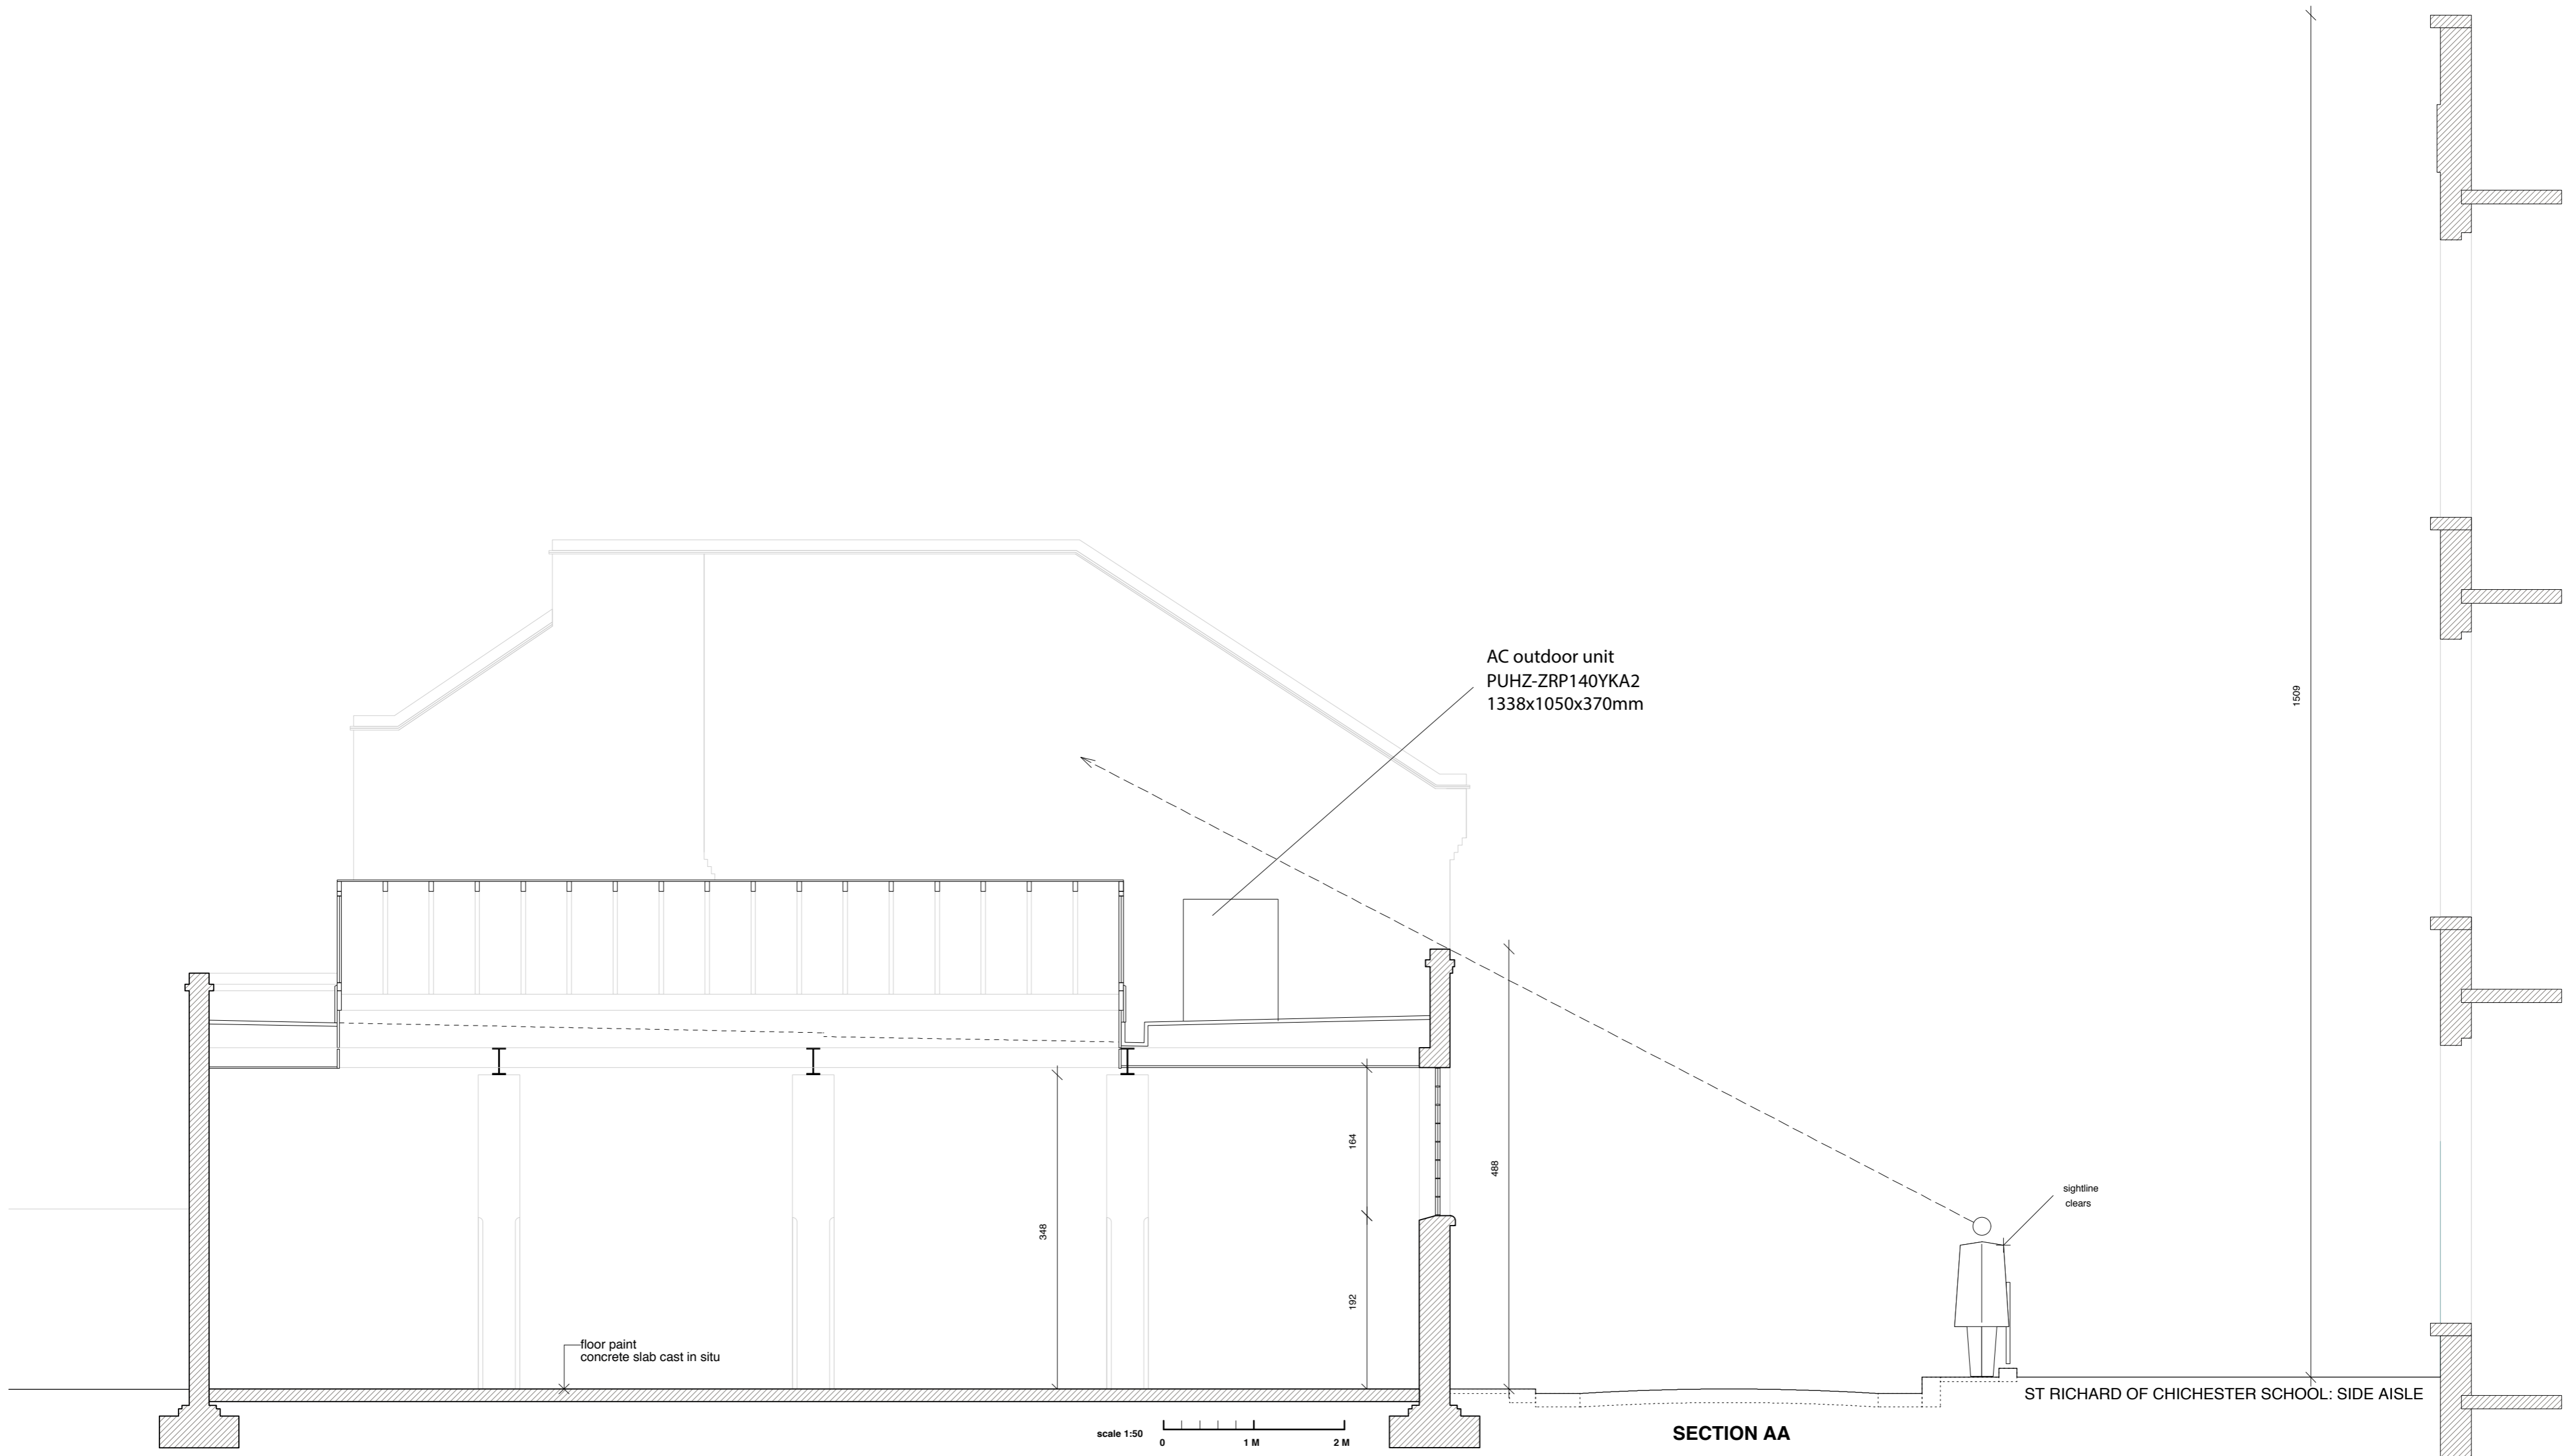 AC outdoor unit
PUHZ-ZRP140YKA2
1338x1050x370mm
1509
164
488
348
192
sightline
clears
floor paint
concrete slab cast in situ
ST RICHARD OF CHICHESTER SCHOOL: SIDE AISLE
scale 1:50
0 1 M 2 M
SECTION AA